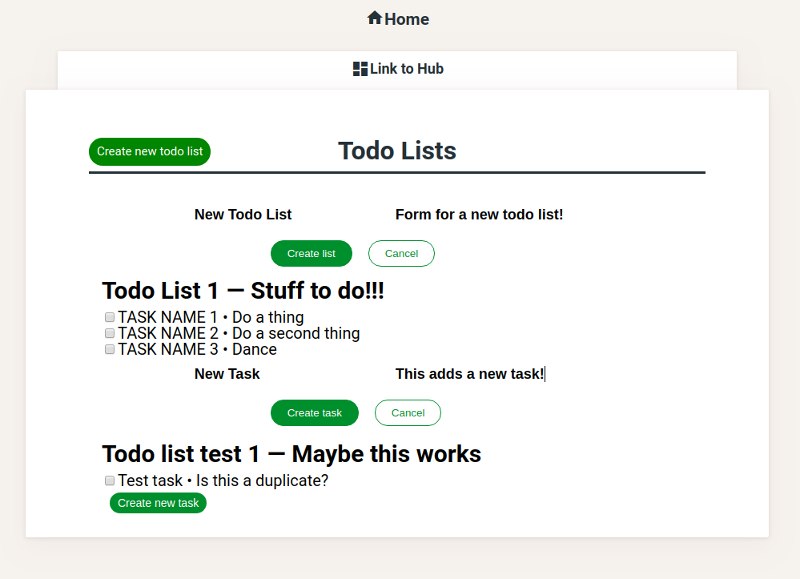 Home
Link to Hub
Create new todo list
Todo Lists
New Todo List Form for a new todo list!
Create list Cancel
Todo List 1 — Stuff to do!!!
TASK NAME 1 • Do a thing
TASK NAME 2 • Do a second thing
TASK NAME 3 • Dance
New Task This adds a new task!
Create task Cancel
Todo list test 1 — Maybe this works
Test task • Is this a duplicate?
Create new task